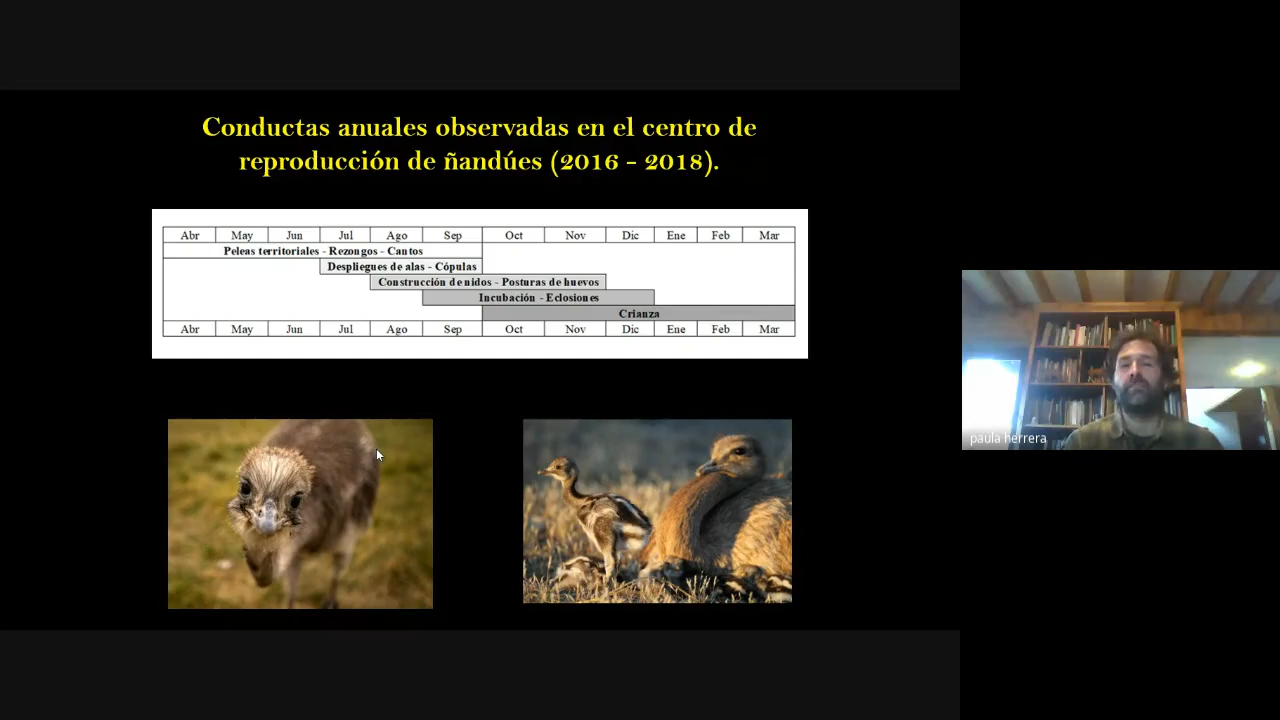 Conductas anuales observadas en el centro de
reproducción de ñandúes (2016 - 2018).
Abr May Jun Jul Ago Sep Oct Nov Dic Ene Feb Mar
Peleas territoriales - Rezongos - Cantos
Despliegues de alas - Cópulas
Construcción de nidos - Posturas de huevos
Incubación - Eclosiones
Crianza
Abr May Jun Jul Ago Sep Oct Nov Dic Ene Feb Mar
paula herrera